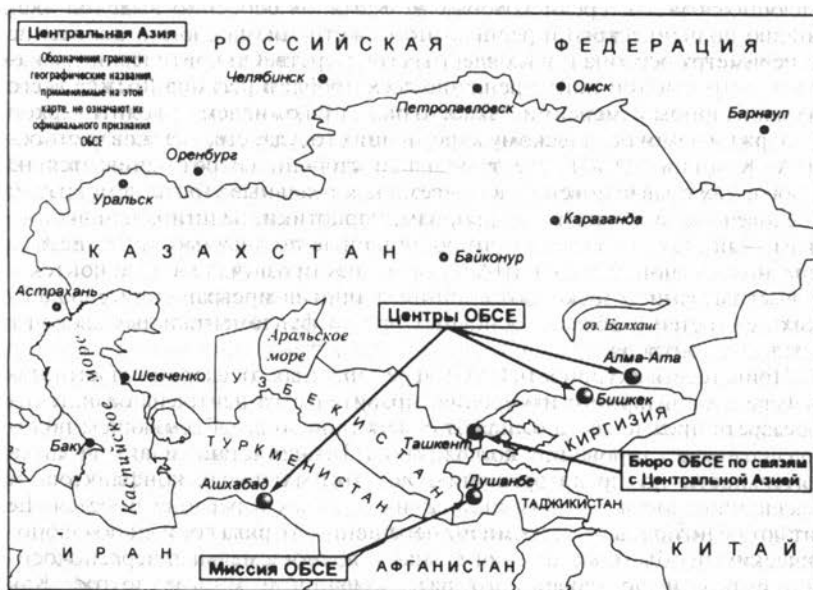 Центральная Азия
Обозначения границ и
географические названия,
на этой
карте, не означают их
официального признания
ОБСЕ
РОССИЙСКАЯ ФЕДЕРАЦИЯ
Челябинск
Петропавловск
Омск
Барнаул
Оренбург
Уральск
Караганда
КАЗАХСТАН
Байконур
Астрахань
Центры ОБСЕ
оз. Балхаш
Аральское
море
Алма-Ата
Шевченко
Каспийское море
УЗБЕКИСТАН
Бишкек
КИРГИЗИЯ
Ташкент
Баку
ТУРКМЕНИСТАН
Бюро ОБСЕ по связям
с Центральной Азией
Ашгабад
Душанбе
ТАДЖИКИСТАН
ИРАН
Миссия ОБСЕ
АФГАНИСТАН
КИТАЙ